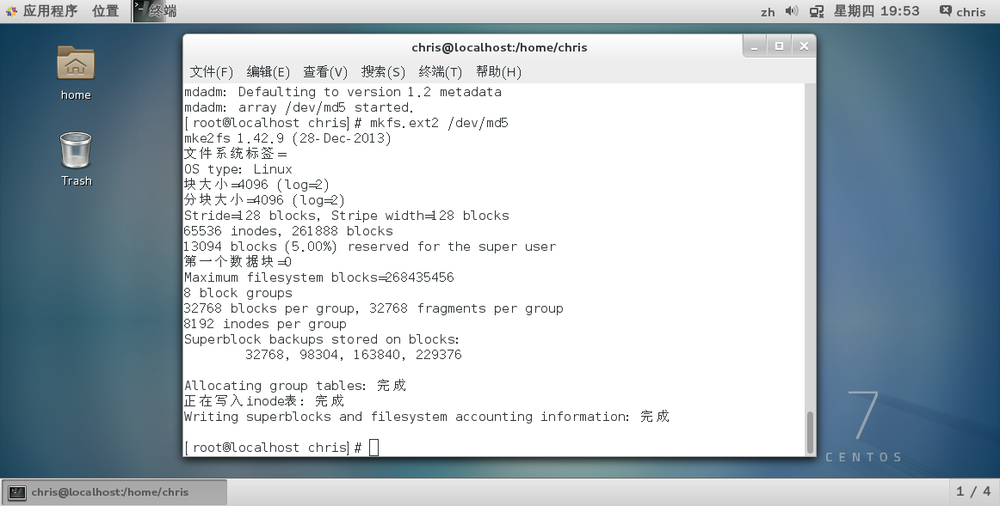 应用程序 位置 终端 zh 星期四 19:53 chris
home
Trash
chris@localhost:/home/chris
文件(F) 编辑(E) 查看(V) 搜索(S) 终端(T) 帮助(H)
mdadm: Defaulting to version 1.2 metadata
mdadm: array /dev/md5 started.
[root@localhost chris]# mkfs.ext2 /dev/md5
mke2fs 1.42.9 (28-Dec-2013)
文件系统标签=
OS type: Linux
块大小=4096 (log=2)
分块大小=4096 (log=2)
Stride=128 blocks, Stripe width=128 blocks
65536 inodes, 261888 blocks
13094 blocks (5.00%) reserved for the super user
第一个数据块=0
Maximum filesystem blocks=268435456
8 block groups
32768 blocks per group, 32768 fragments per group
8192 inodes per group
Superblock backups stored on blocks:
32768, 98304, 163840, 229376
Allocating group tables: 完成
正在写入inode表: 完成
Writing superblocks and filesystem accounting information: 完成
[root@localhost chris]#
7
CENTOS
chris@localhost:/home/chris 1 / 4